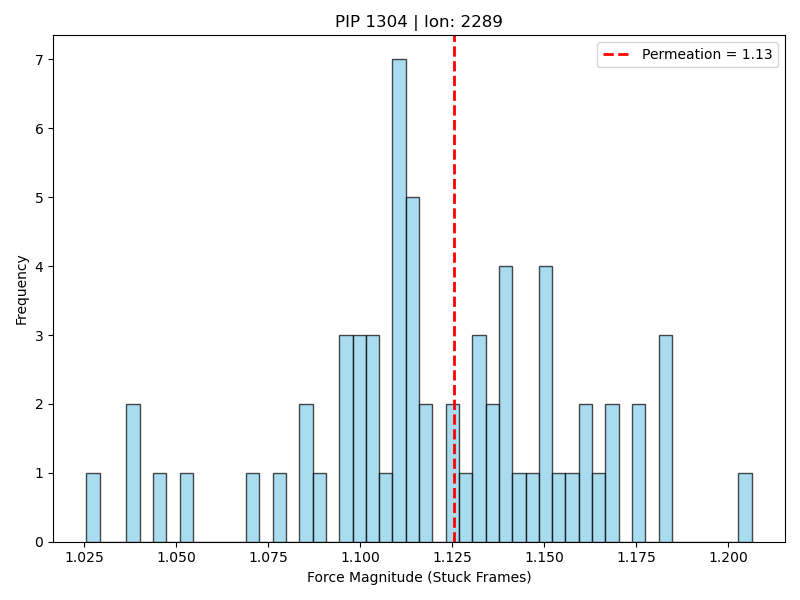 PIP 1304 | Ion: 2289
Permeation = 1.13
Frequency
7
6
5
4
3
2
1
0
1.025 1.050 1.075 1.100 1.125 1.150 1.175 1.200
Force Magnitude (Stuck Frames)